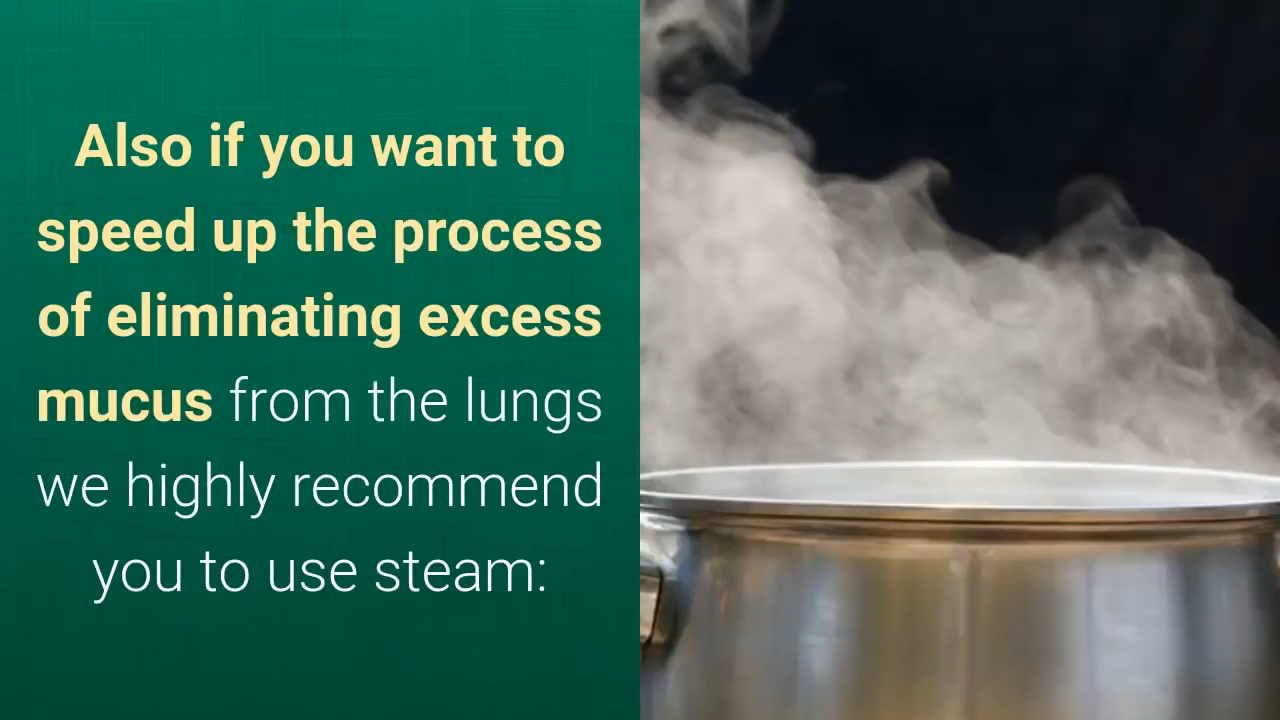 Also if you want to
speed up the process
of eliminating excess
mucus from the lungs
we highly recommend
you to use steam: